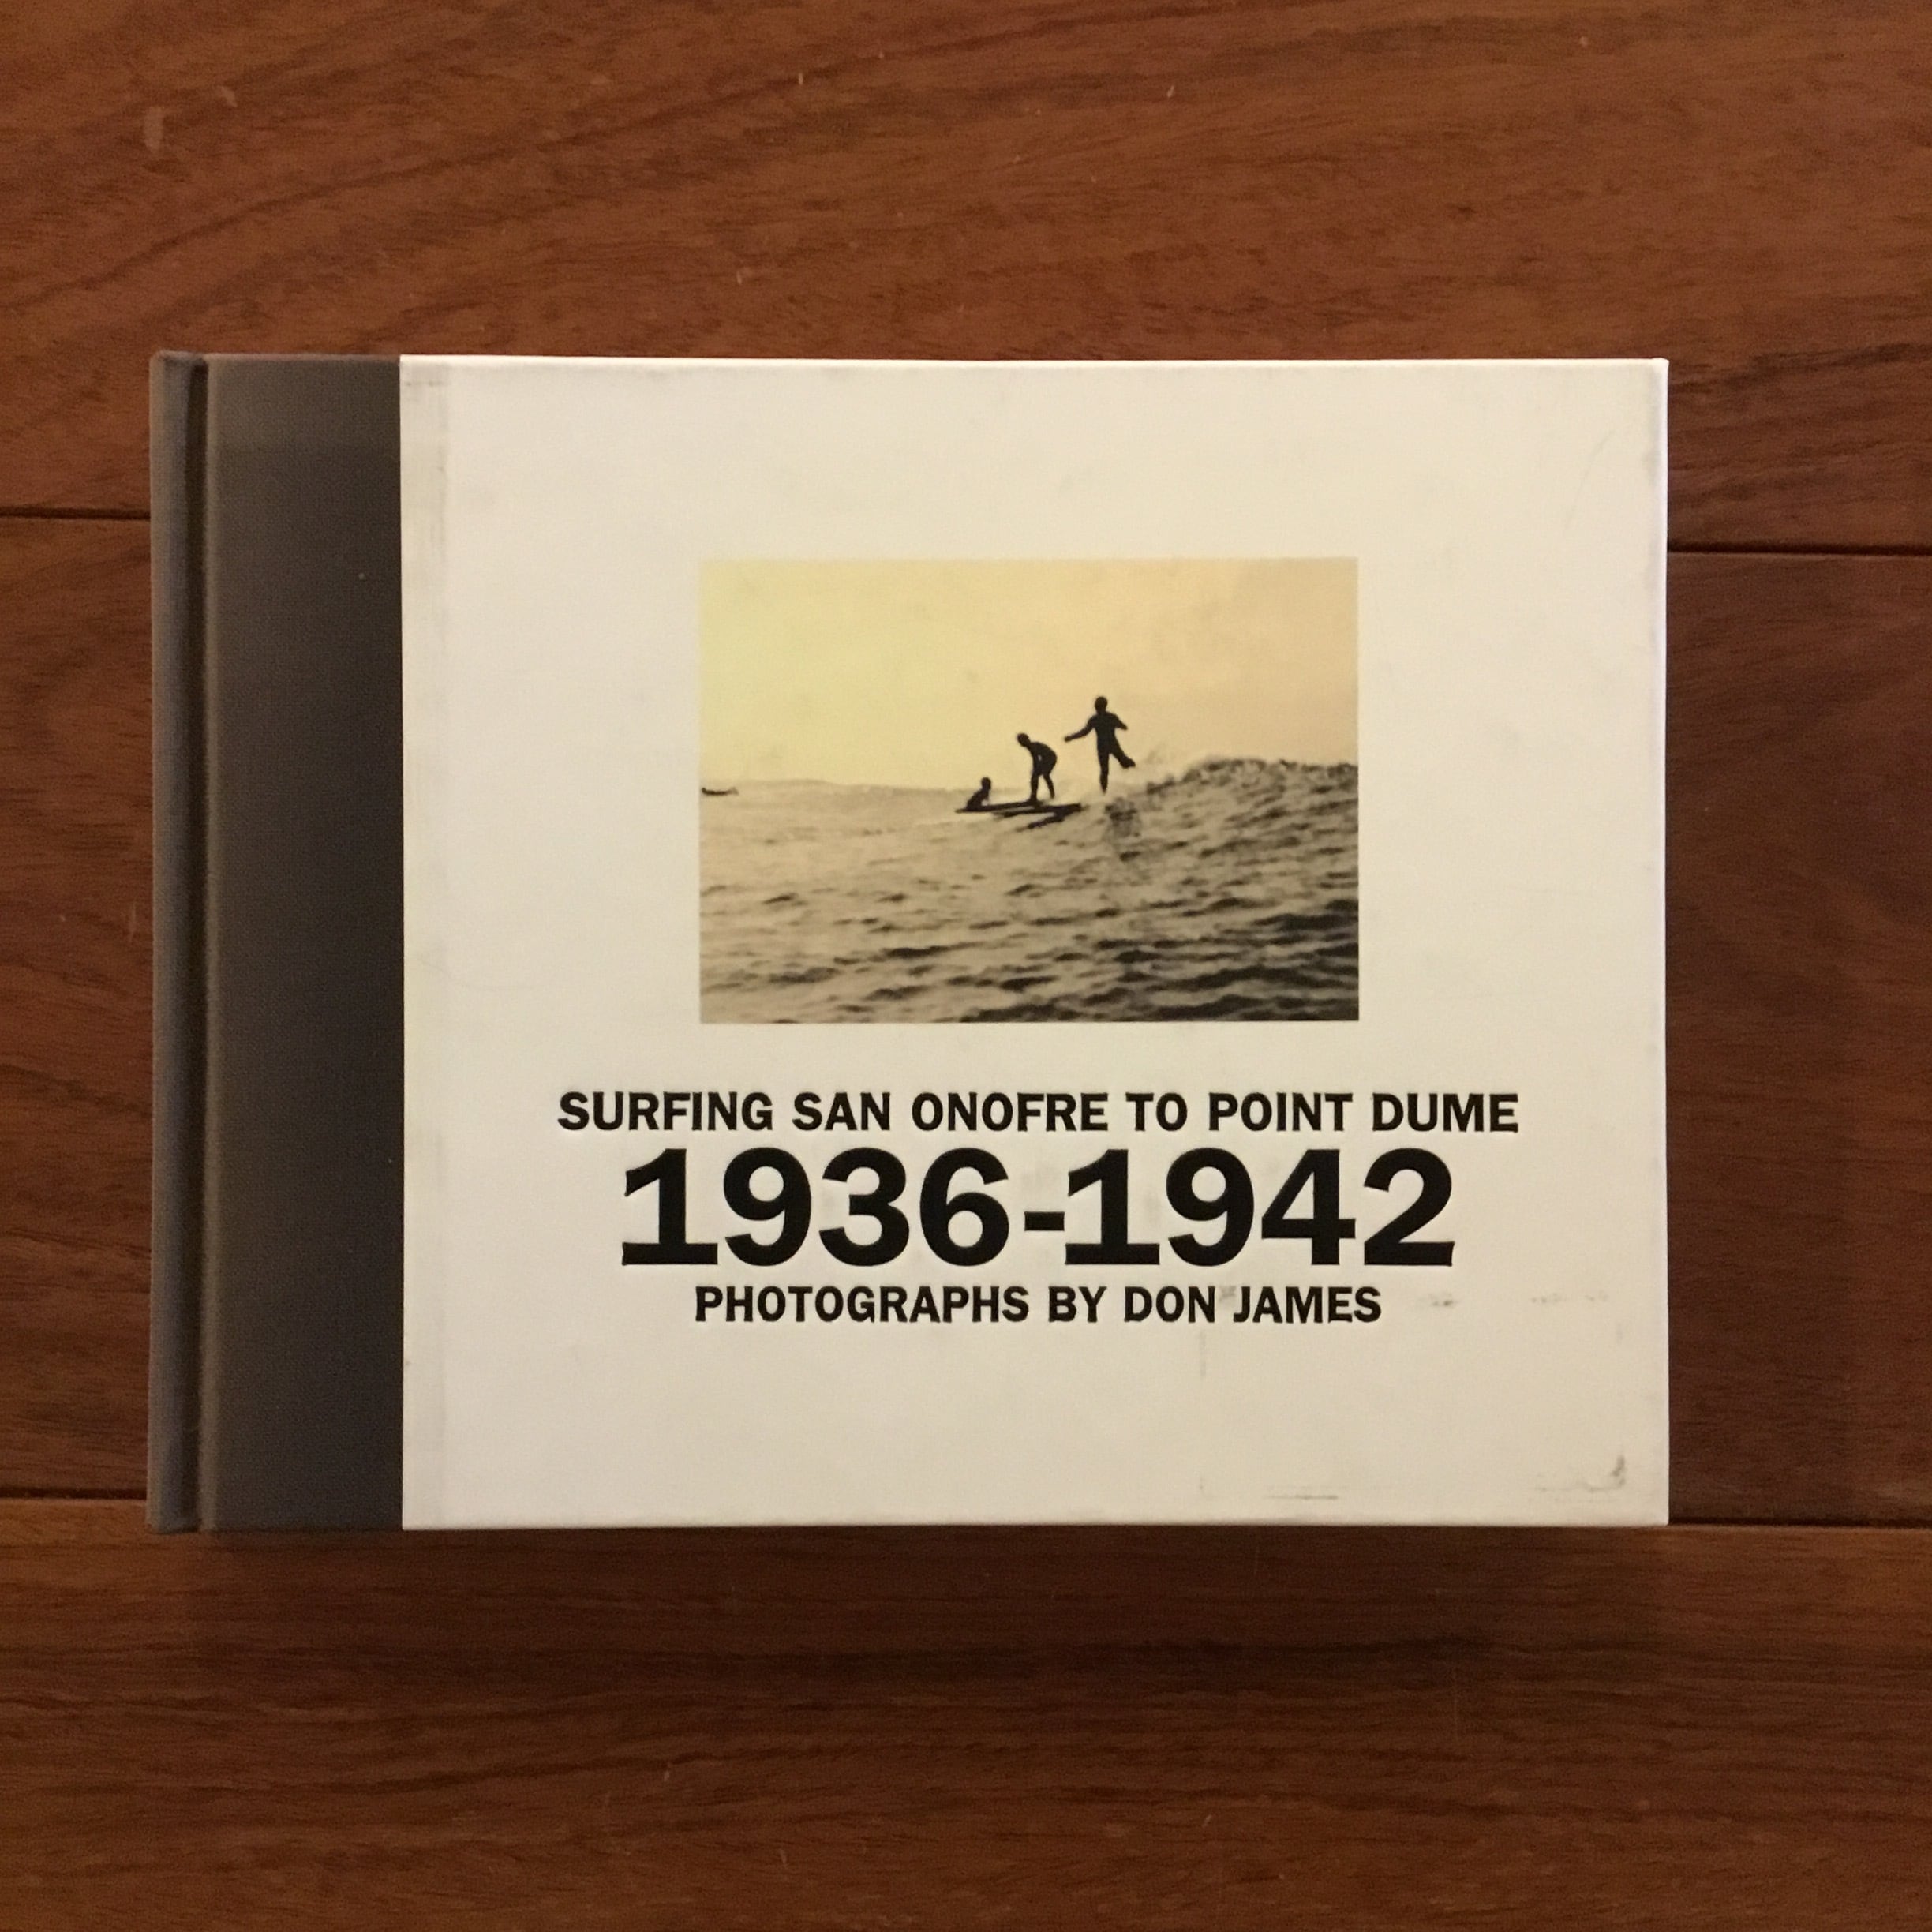 SURFING SAN ONOFRE TO POINT DUME
1936-1942
PHOTOGRAPHS BY DON JAMES